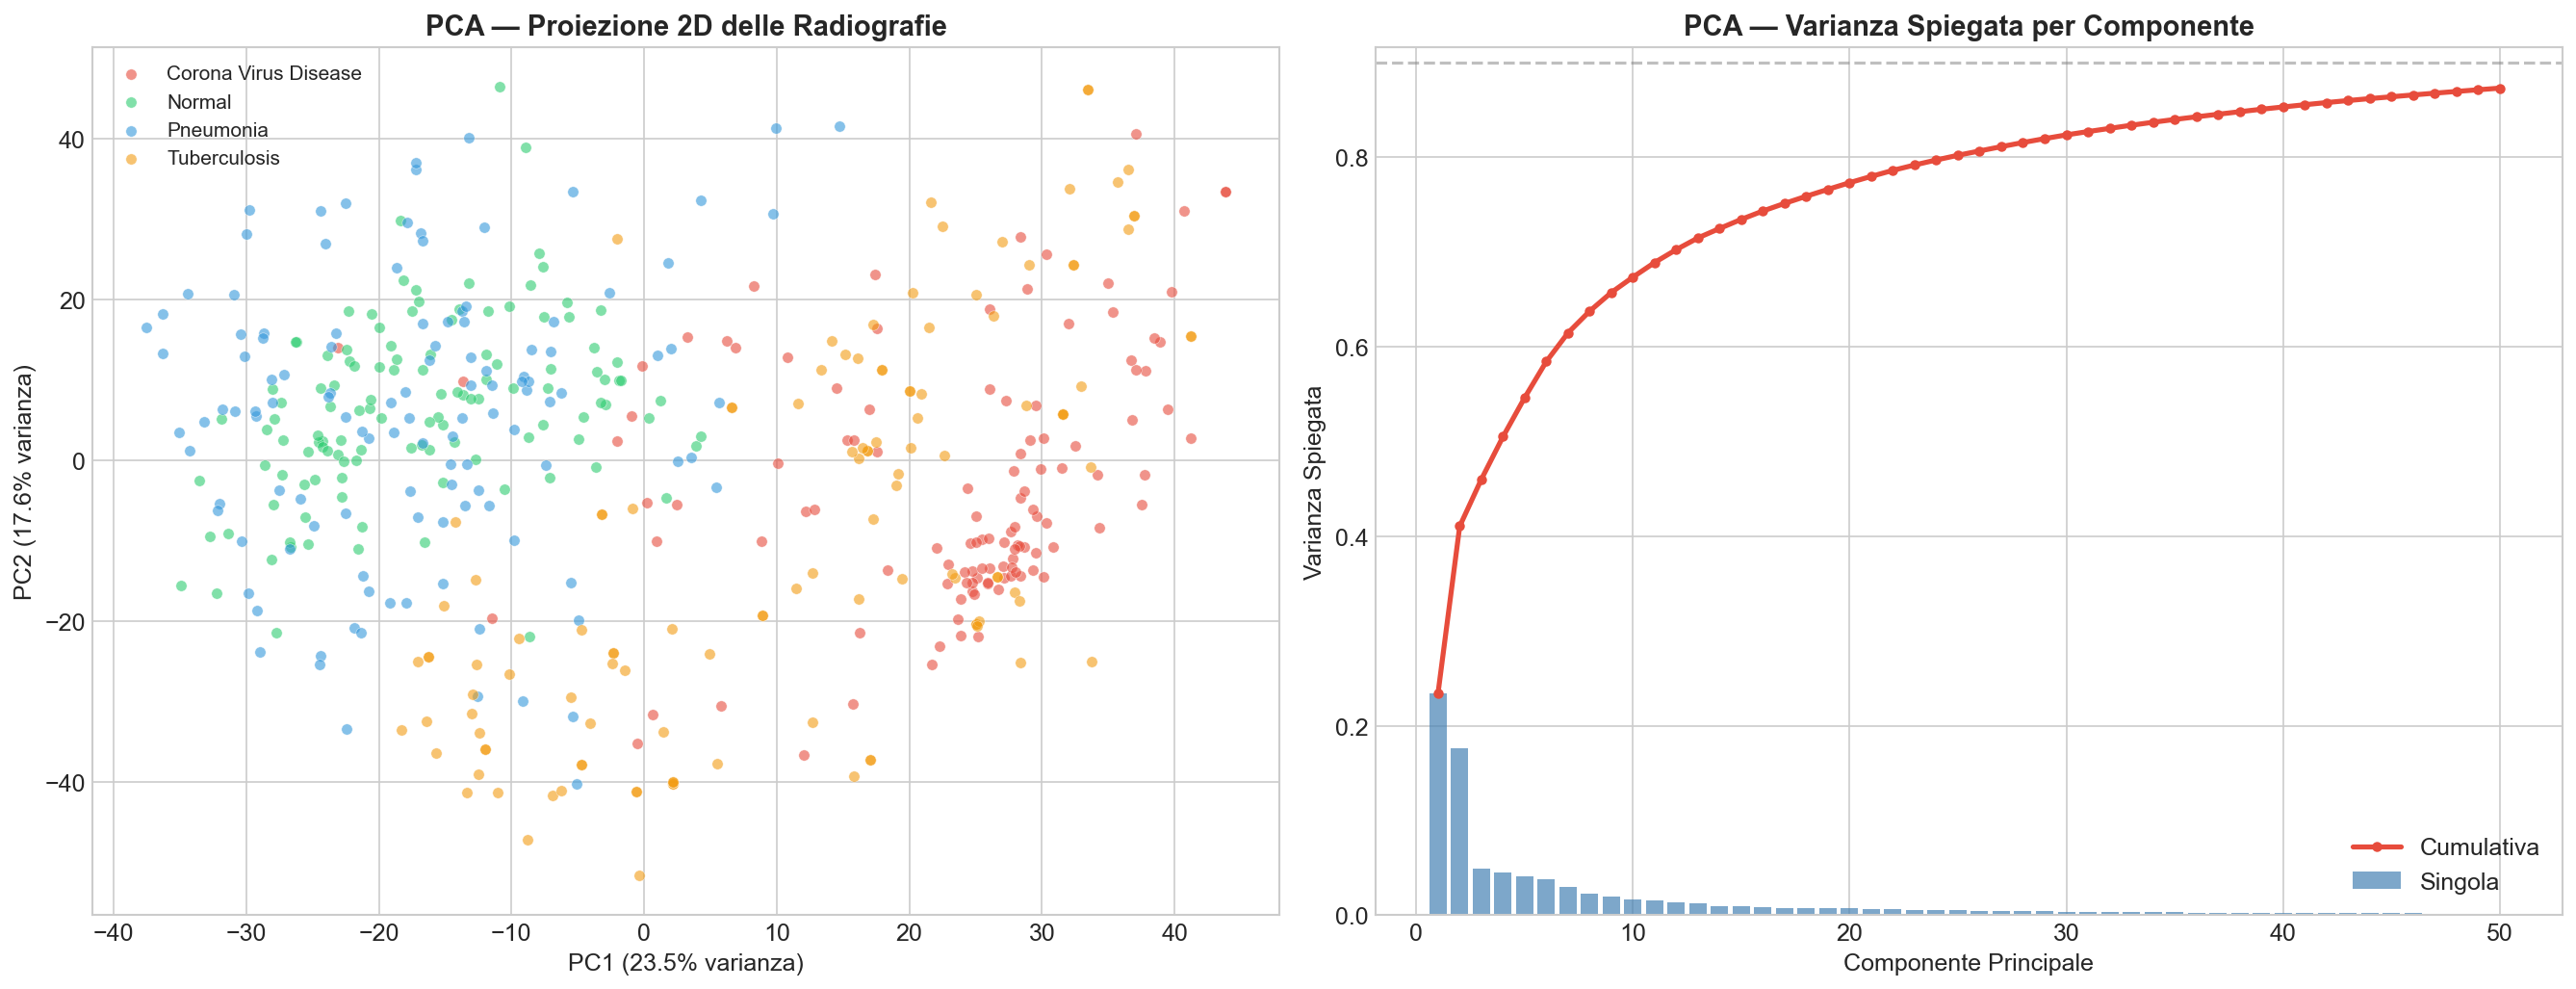 PCA — Proiezione 2D delle Radiografie
Corona Virus Disease
Normal
Pneumonia
Tuberculosis
40
20
0
−20
−40
PC2 (17.6% varianza)
−40 −30 −20 −10 0 10 20 30 40
PC1 (23.5% varianza)
PCA — Varianza Spiegata per Componente
0.8
0.6
0.4
0.2
0.0
Varianza Spiegata
Cumulativa
Singola
0 10 20 30 40 50
Componente Principale